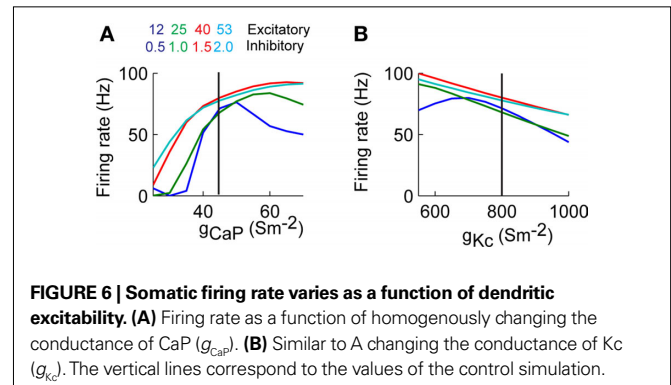 A
12 25 40 53 Excitatory
0.5 1.0 1.5 2.0 Inhibitory
B
100
50
0
Firing rate (Hz)
40 60
gCaP (Sm-2)
100
50
0
Firing rate (Hz)
600 800 1000
gKc (Sm-2)
FIGURE 6 | Somatic firing rate varies as a function of dendritic
excitability. (A) Firing rate as a function of homogenously changing the
conductance of CaP (gCaP). (B) Similar to A changing the conductance of Kc
(gKc). The vertical lines correspond to the values of the control simulation.